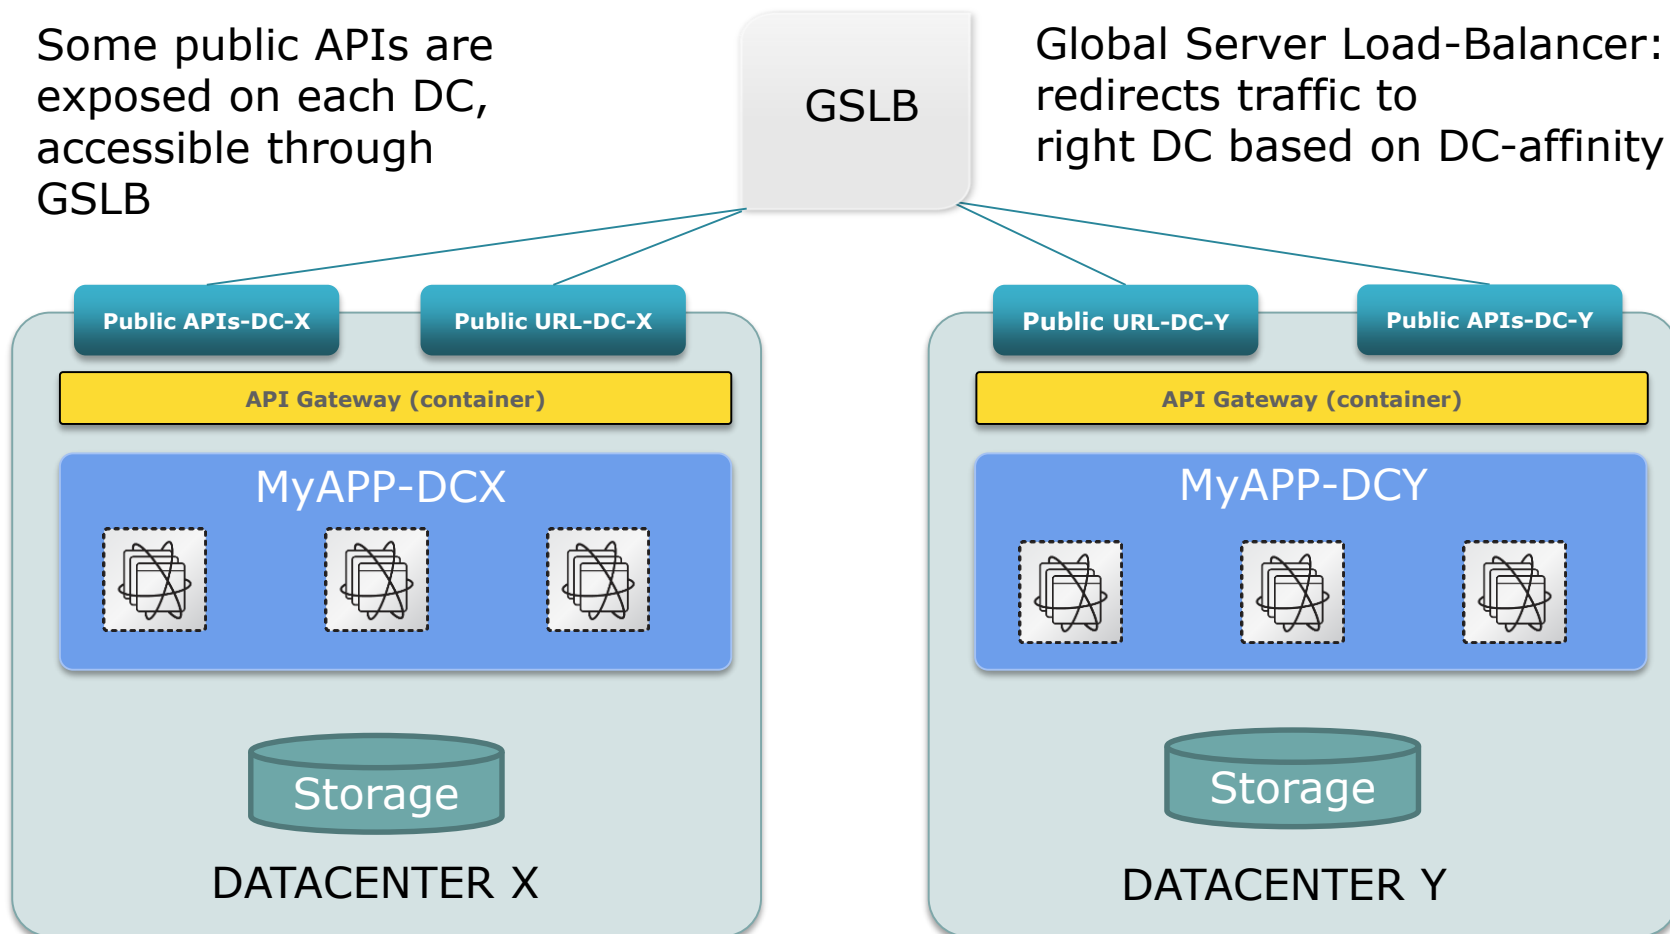 Some public APIs are
exposed on each DC,
accessible through
GSLB
GSLB
Global Server Load-Balancer:
redirects traffic to
right DC based on DC-affinity
Public APIs-DC-X
Public URL-DC-X
Public URL-DC-Y
Public APIs-DC-Y
API Gateway (container)
API Gateway (container)
MyAPP-DCX
MyAPP-DCY
Storage
Storage
DATACENTER X
DATACENTER Y